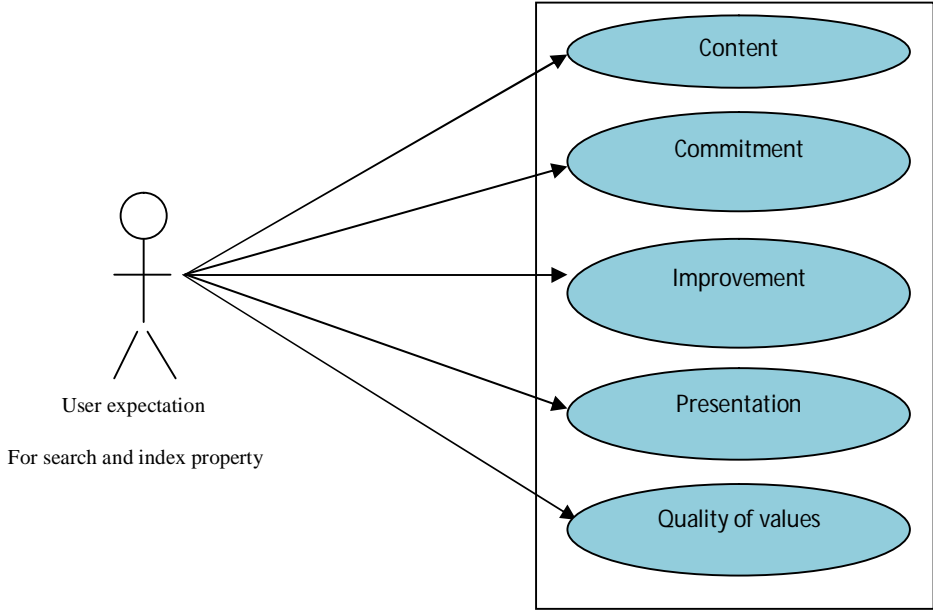 Content
Commitment
Improvement
Presentation
Quality of values
User expectation
For search and index property